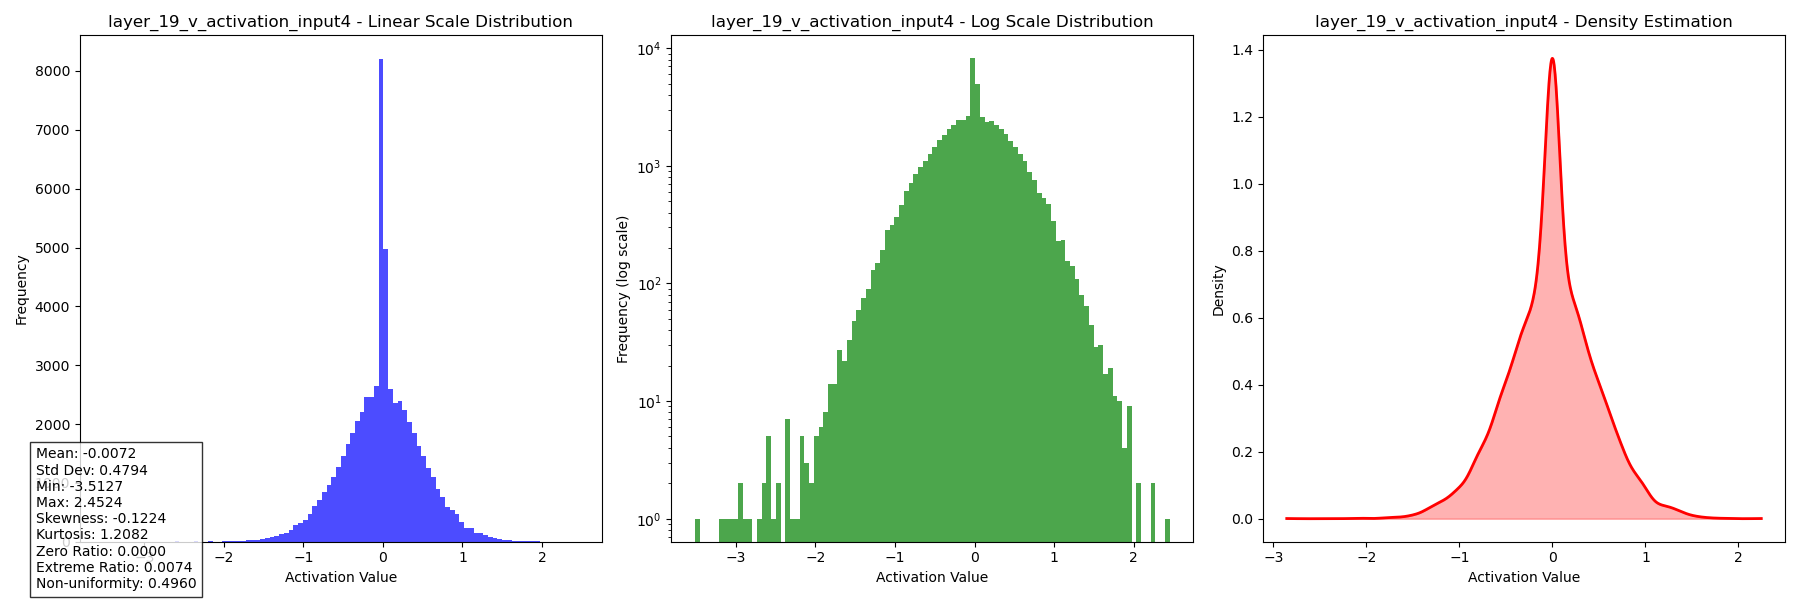 layer_19_v_activation_input4 - Linear Scale Distribution
Frequency
8000
7000
6000
5000
4000
3000
2000
1000
0
−2
−1
0
1
2
Activation Value
Mean: -0.0072
Std Dev: 0.4794
Min: -3.5127
Max: 2.4524
Skewness: -0.1224
Kurtosis: 1.2082
Zero Ratio: 0.0000
Extreme Ratio: 0.0074
Non-uniformity: 0.4960
layer_19_v_activation_input4 - Log Scale Distribution
Frequency (log scale)
10⁴
10³
10²
10¹
10⁰
−3
−2
−1
0
1
2
Activation Value
layer_19_v_activation_input4 - Density Estimation
Density
1.4
1.2
1.0
0.8
0.6
0.4
0.2
0.0
−3
−2
−1
0
1
2
Activation Value